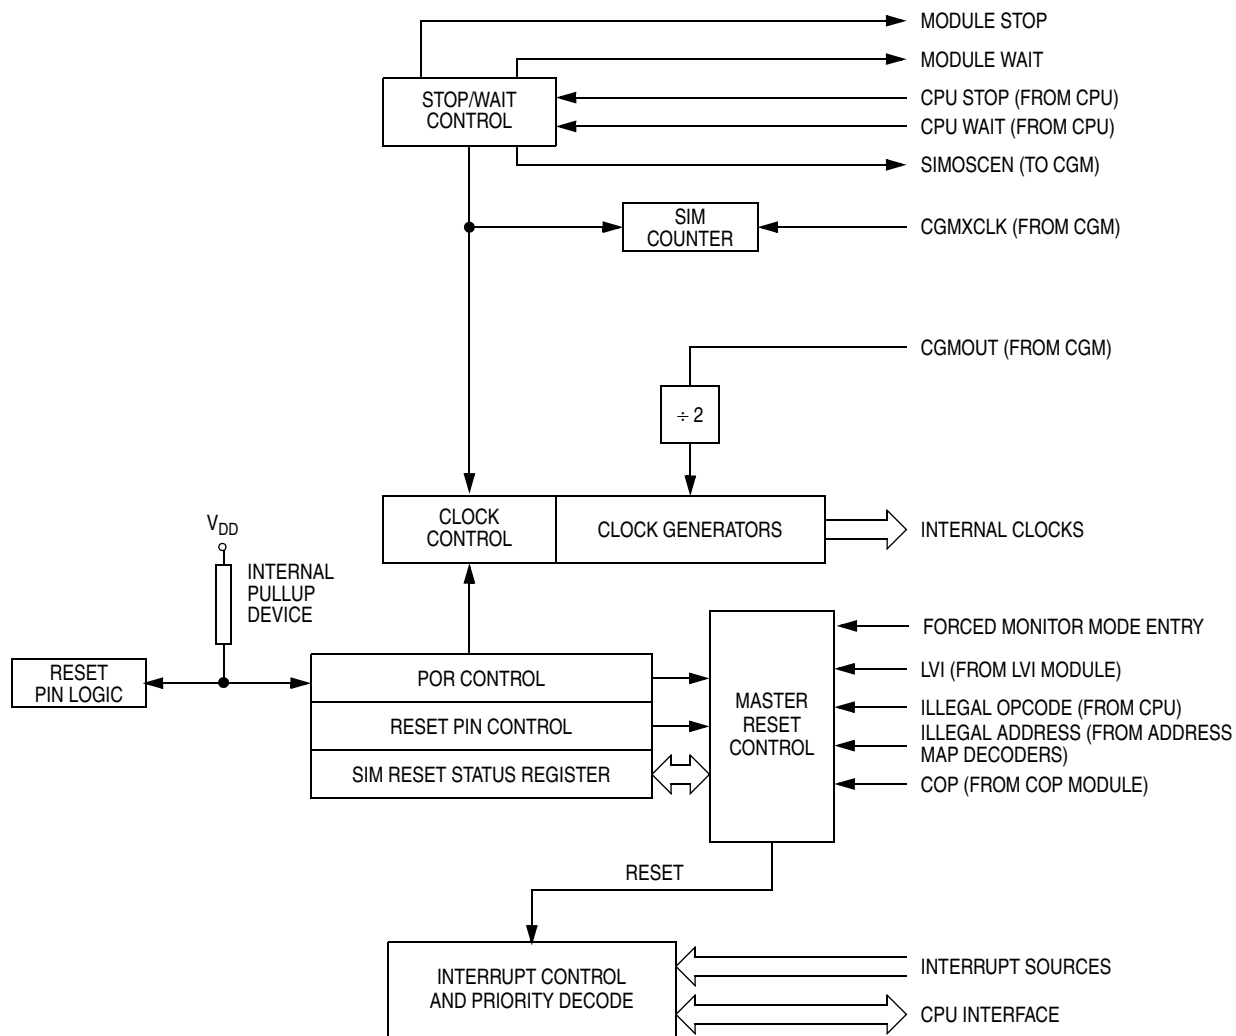 MODULE STOP
MODULE WAIT
STOP/WAIT
CONTROL
CPU STOP (FROM CPU)
CPU WAIT (FROM CPU)
SIMOSCEN (TO CGM)
SIM
COUNTER
CGMXCLK (FROM CGM)
CGMOUT (FROM CGM)
÷ 2
CLOCK
CONTROL
CLOCK GENERATORS
INTERNAL CLOCKS
VDD
INTERNAL
PULLUP
DEVICE
RESET
PIN LOGIC
POR CONTROL
RESET PIN CONTROL
SIM RESET STATUS REGISTER
MASTER
RESET
CONTROL
FORCED MONITOR MODE ENTRY
LVI (FROM LVI MODULE)
ILLEGAL OPCODE (FROM CPU)
ILLEGAL ADDRESS (FROM ADDRESS
MAP DECODERS)
COP (FROM COP MODULE)
RESET
INTERRUPT CONTROL
AND PRIORITY DECODE
INTERRUPT SOURCES
CPU INTERFACE